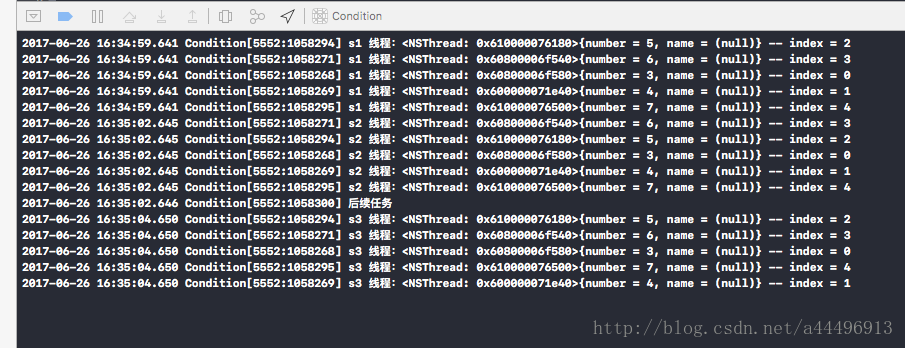 Condition
2017-06-26 16:34:59.641 Condition[5552:1058294] s1 线程: <NSThread: 0x610000076180>{number = 5, name = (null)} -- index = 2
2017-06-26 16:34:59.641 Condition[5552:1058271] s1 线程: <NSThread: 0x60800006f540>{number = 6, name = (null)} -- index = 3
2017-06-26 16:34:59.641 Condition[5552:1058268] s1 线程: <NSThread: 0x60800006f580>{number = 3, name = (null)} -- index = 0
2017-06-26 16:34:59.641 Condition[5552:1058269] s1 线程: <NSThread: 0x600000071e40>{number = 4, name = (null)} -- index = 1
2017-06-26 16:34:59.641 Condition[5552:1058295] s1 线程: <NSThread: 0x610000076500>{number = 7, name = (null)} -- index = 4
2017-06-26 16:35:02.645 Condition[5552:1058271] s2 线程: <NSThread: 0x60800006f540>{number = 6, name = (null)} -- index = 3
2017-06-26 16:35:02.645 Condition[5552:1058294] s2 线程: <NSThread: 0x610000076180>{number = 5, name = (null)} -- index = 2
2017-06-26 16:35:02.645 Condition[5552:1058268] s2 线程: <NSThread: 0x60800006f580>{number = 3, name = (null)} -- index = 0
2017-06-26 16:35:02.645 Condition[5552:1058269] s2 线程: <NSThread: 0x600000071e40>{number = 4, name = (null)} -- index = 1
2017-06-26 16:35:02.645 Condition[5552:1058295] s2 线程: <NSThread: 0x610000076500>{number = 7, name = (null)} -- index = 4
2017-06-26 16:35:02.646 Condition[5552:1058300] 后续任务
2017-06-26 16:35:04.650 Condition[5552:1058294] s3 线程: <NSThread: 0x610000076180>{number = 5, name = (null)} -- index = 2
2017-06-26 16:35:04.650 Condition[5552:1058271] s3 线程: <NSThread: 0x60800006f540>{number = 6, name = (null)} -- index = 3
2017-06-26 16:35:04.650 Condition[5552:1058268] s3 线程: <NSThread: 0x60800006f580>{number = 3, name = (null)} -- index = 0
2017-06-26 16:35:04.650 Condition[5552:1058295] s3 线程: <NSThread: 0x610000076500>{number = 7, name = (null)} -- index = 4
2017-06-26 16:35:04.650 Condition[5552:1058269] s3 线程: <NSThread: 0x600000071e40>{number = 4, name = (null)} -- index = 1
http://blog.csdn.net/a44496913